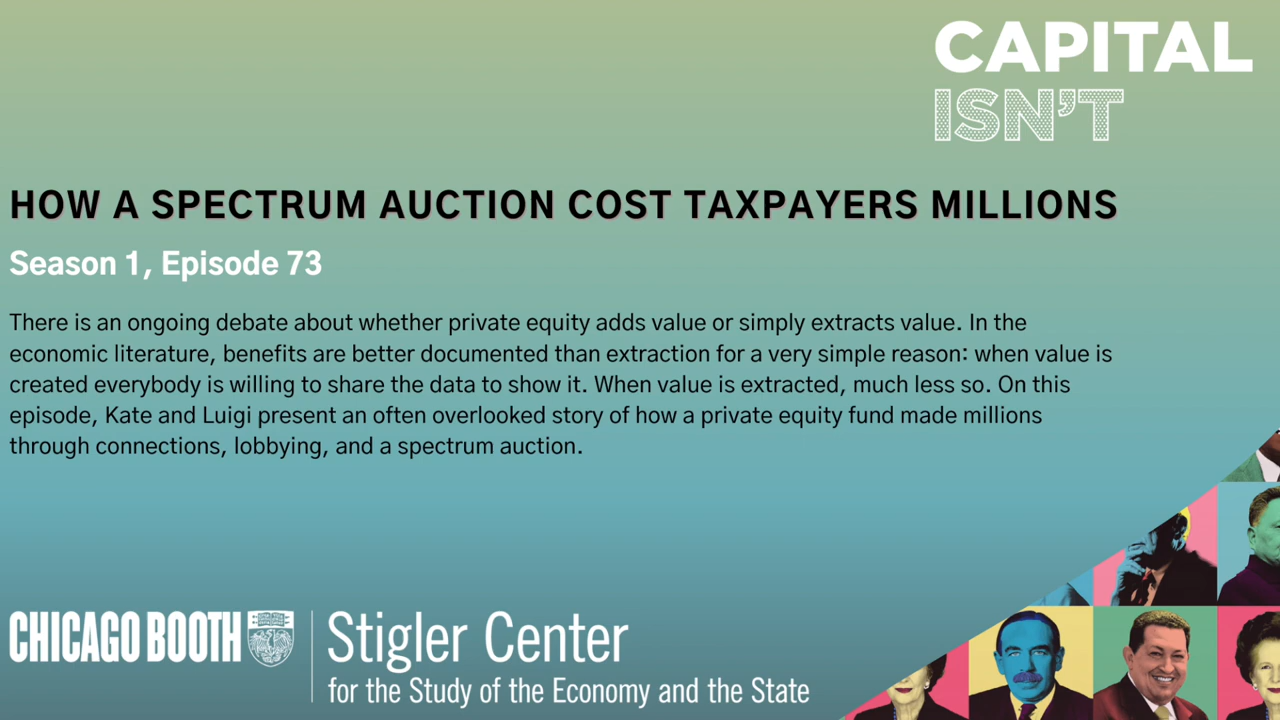 CAPITAL
ISN'T
HOW A SPECTRUM AUCTION COST TAXPAYERS MILLIONS
Season 1, Episode 73
There is an ongoing debate about whether private equity adds value or simply extracts value. In the
economic literature, benefits are better documented than extraction for a very simple reason: when value is
created everybody is willing to share the data to show it. When value is extracted, much less so. On this
episode, Kate and Luigi present an often overlooked story of how a private equity fund made millions
through connections, lobbying, and a spectrum auction.
CHICAGO BOOTH
Stigler Center
for the Study of the Economy and the State